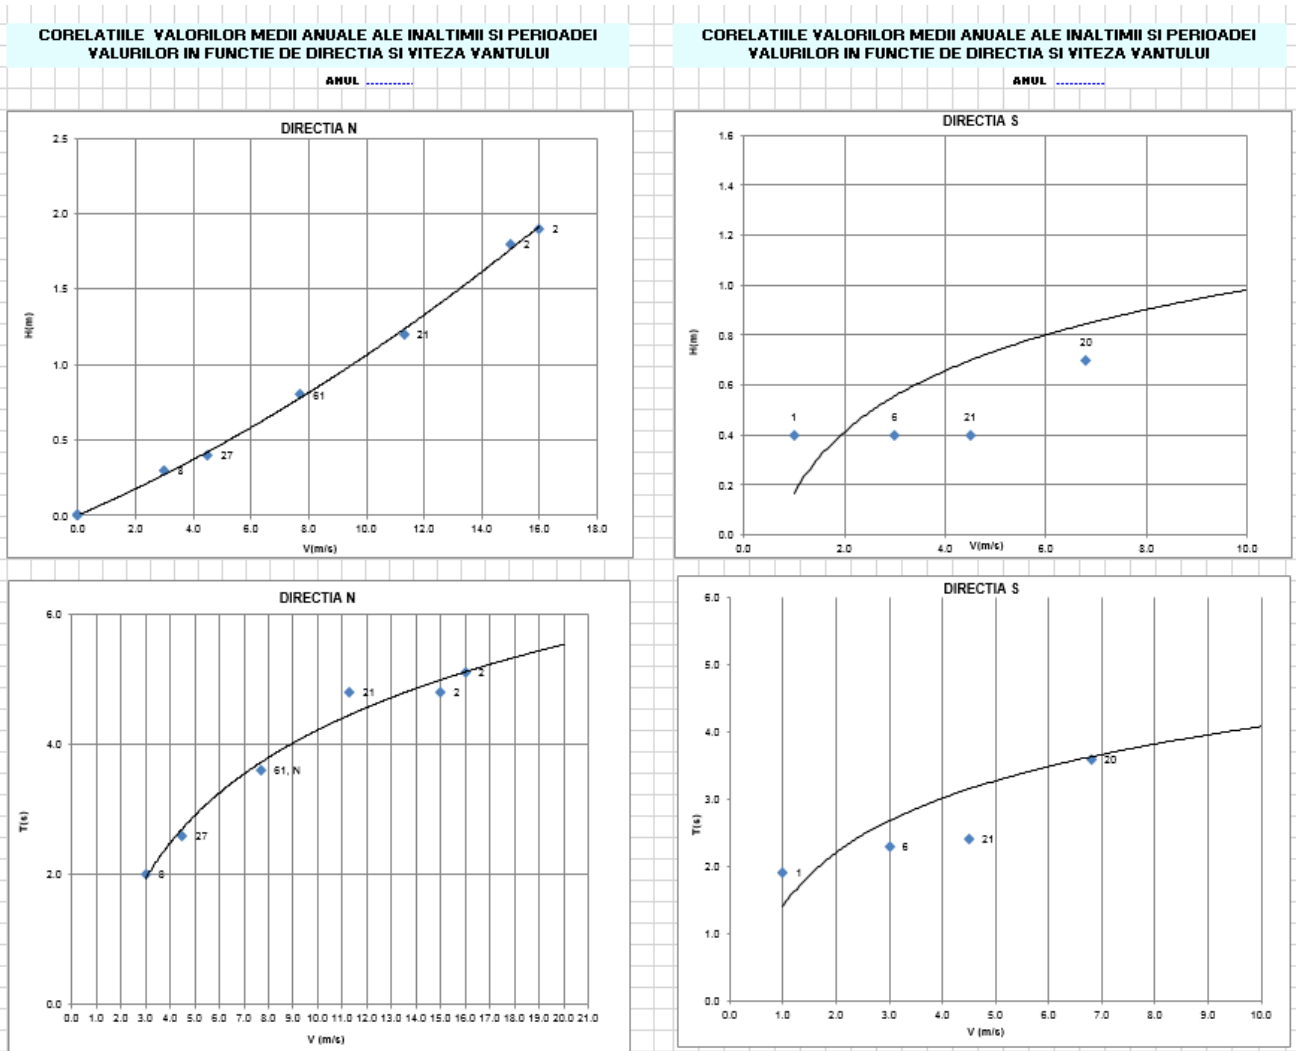 CORELATIILE VALORILOR MEDII ANUALE ALE INALTIMII SI PERIOADEI
VALURILOR IN FUNCTIE DE DIRECTIA SI VITEZA VANTULUI
ANUL ...........
DIRECTIA N
2.5
2.0
1.5
1.0
0.5
0.0
H(m)
8
27
61
21
2
2
0.0 2.0 4.0 6.0 8.0 10.0 12.0 14.0 16.0 18.0
V(m/s)
CORELATIILE VALORILOR MEDII ANUALE ALE INALTIMII SI PERIOADEI
VALURILOR IN FUNCTIE DE DIRECTIA SI VITEZA VANTULUI
ANUL ...........
DIRECTIA S
1.6
1.4
1.2
1.0
0.8
0.6
0.4
0.2
0.0
H(m)
1
6
21
20
0.0 2.0 4.0 6.0 8.0 10.0
V(m/s)
DIRECTIA N
6.0
4.0
2.0
0.0
T(s)
8
27
61, N
21
2
2
0.0 1.0 2.0 3.0 4.0 5.0 6.0 7.0 8.0 9.0 10.0 11.0 12.0 13.0 14.0 15.0 16.0 17.0 18.0 19.0 20.0 21.0
V (m/s)
DIRECTIA S
6.0
5.0
4.0
3.0
2.0
1.0
0.0
T(s)
1
6
21
20
0.0 1.0 2.0 3.0 4.0 5.0 6.0 7.0 8.0 9.0 10.0
V (m/s)